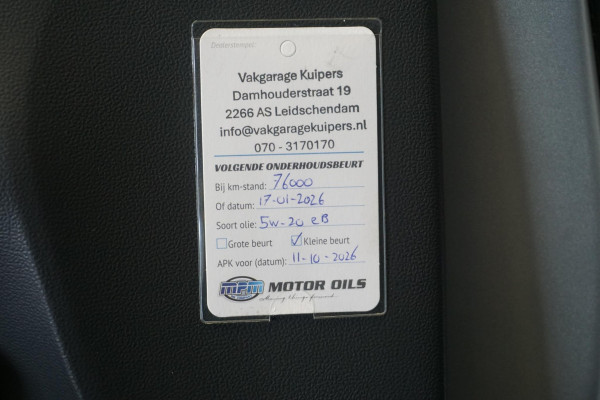 Dealerstempel:
Vakgarage Kuipers
Damhouderstraat 19
2266 AS Leidschendam
info@vakgaragekuipers.nl
070 - 3170170
VOLGENDE ONDERHOUDSBEURT
Bij km-stand: 76000
Of datum: 17-01-2026
Soort olie: 5W-20 eB
Grote beurt Kleine beurt
APK voor (datum): 11-10-2026
MPM MOTOR OILS